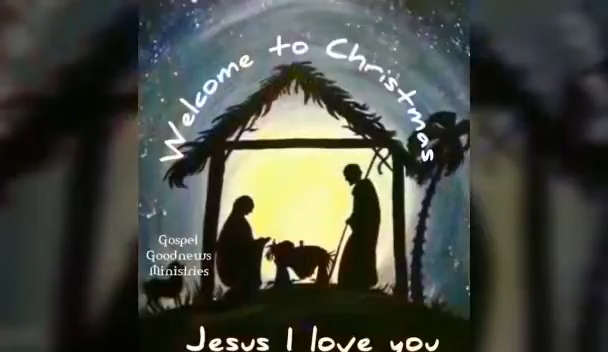 Welcome to Christmas
Gospel
Goodnews
Ministries
Jesus I love you